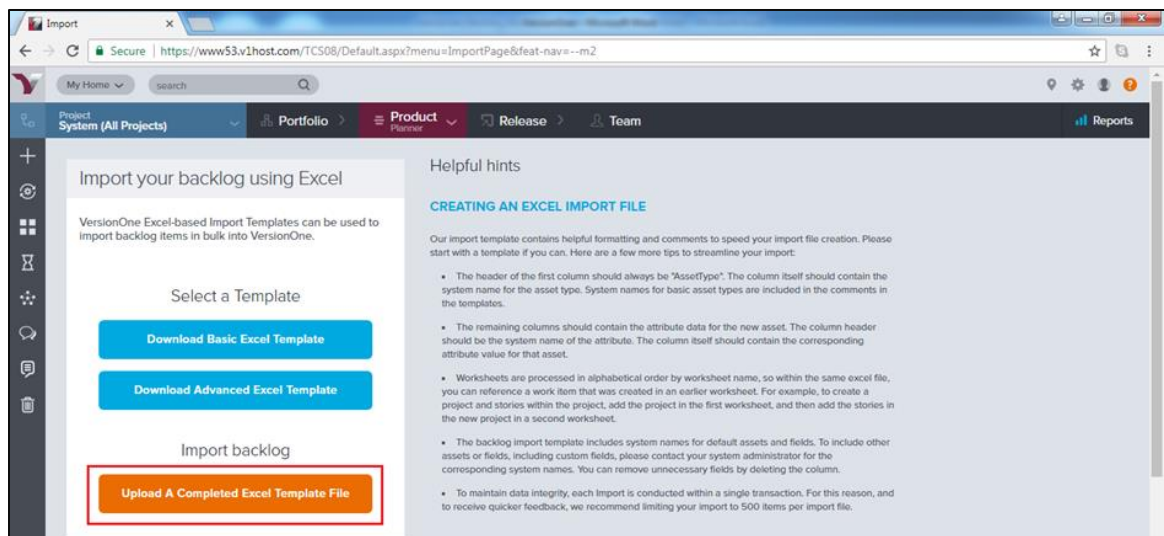 Import
Secure | https://www53.v1host.com/TCS08/Default.aspx?menu=ImportPage&feat-nav=--m2
My Home
search
Project
System (All Projects)
Portfolio
Product
Planner
Release
Team
Reports
Import your backlog using Excel
VersionOne Excel-based Import Templates can be used to
import backlog items in bulk into VersionOne.
Select a Template
Download Basic Excel Template
Download Advanced Excel Template
Import backlog
Upload A Completed Excel Template File
Helpful hints
CREATING AN EXCEL IMPORT FILE
Our import template contains helpful formatting and comments to speed your import file creation. Please
start with a template if you can. Here are a few more tips to streamline your import:
• The header of the first column should always be "AssetType". The column itself should contain the
system name for the asset type. System names for basic asset types are included in the comments in
the templates.
• The remaining columns should contain the attribute data for the new asset. The column header
should be the system name of the attribute. The column itself should contain the corresponding
attribute value for that asset.
• Worksheets are processed in alphabetical order by worksheet name, so within the same excel file,
you can reference a work item that was created in an earlier worksheet. For example, to create a
project and stories within the project, add the project in the first worksheet, and then add the stories in
the new project in a second worksheet.
• The backlog import template includes system names for default assets and fields. To include other
assets or fields, including custom fields, please contact your system administrator for the
corresponding system names. You can remove unnecessary fields by deleting the column.
• To maintain data integrity, each Import is conducted within a single transaction. For this reason, and
to receive quicker feedback, we recommend limiting your import to 500 items per import file.